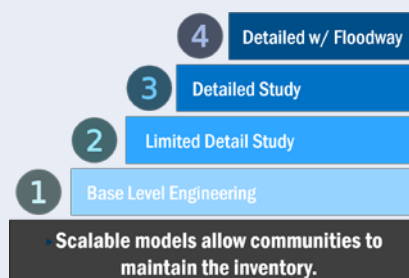 4 Detailed w/ Floodway
3 Detailed Study
2 Limited Detail Study
1 Base Level Engineering
Scalable models allow communities to
maintain the inventory.